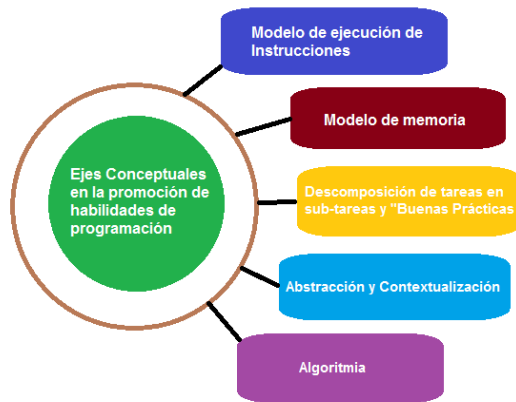 Modelo de ejecución de
Instrucciones
Modelo de memoria
Ejes Conceptuales
en la promoción de
habilidades de
programación
Descomposición de tareas en
sub-tareas y "Buenas Prácticas
Abstracción y Contextualización
Algoritmia